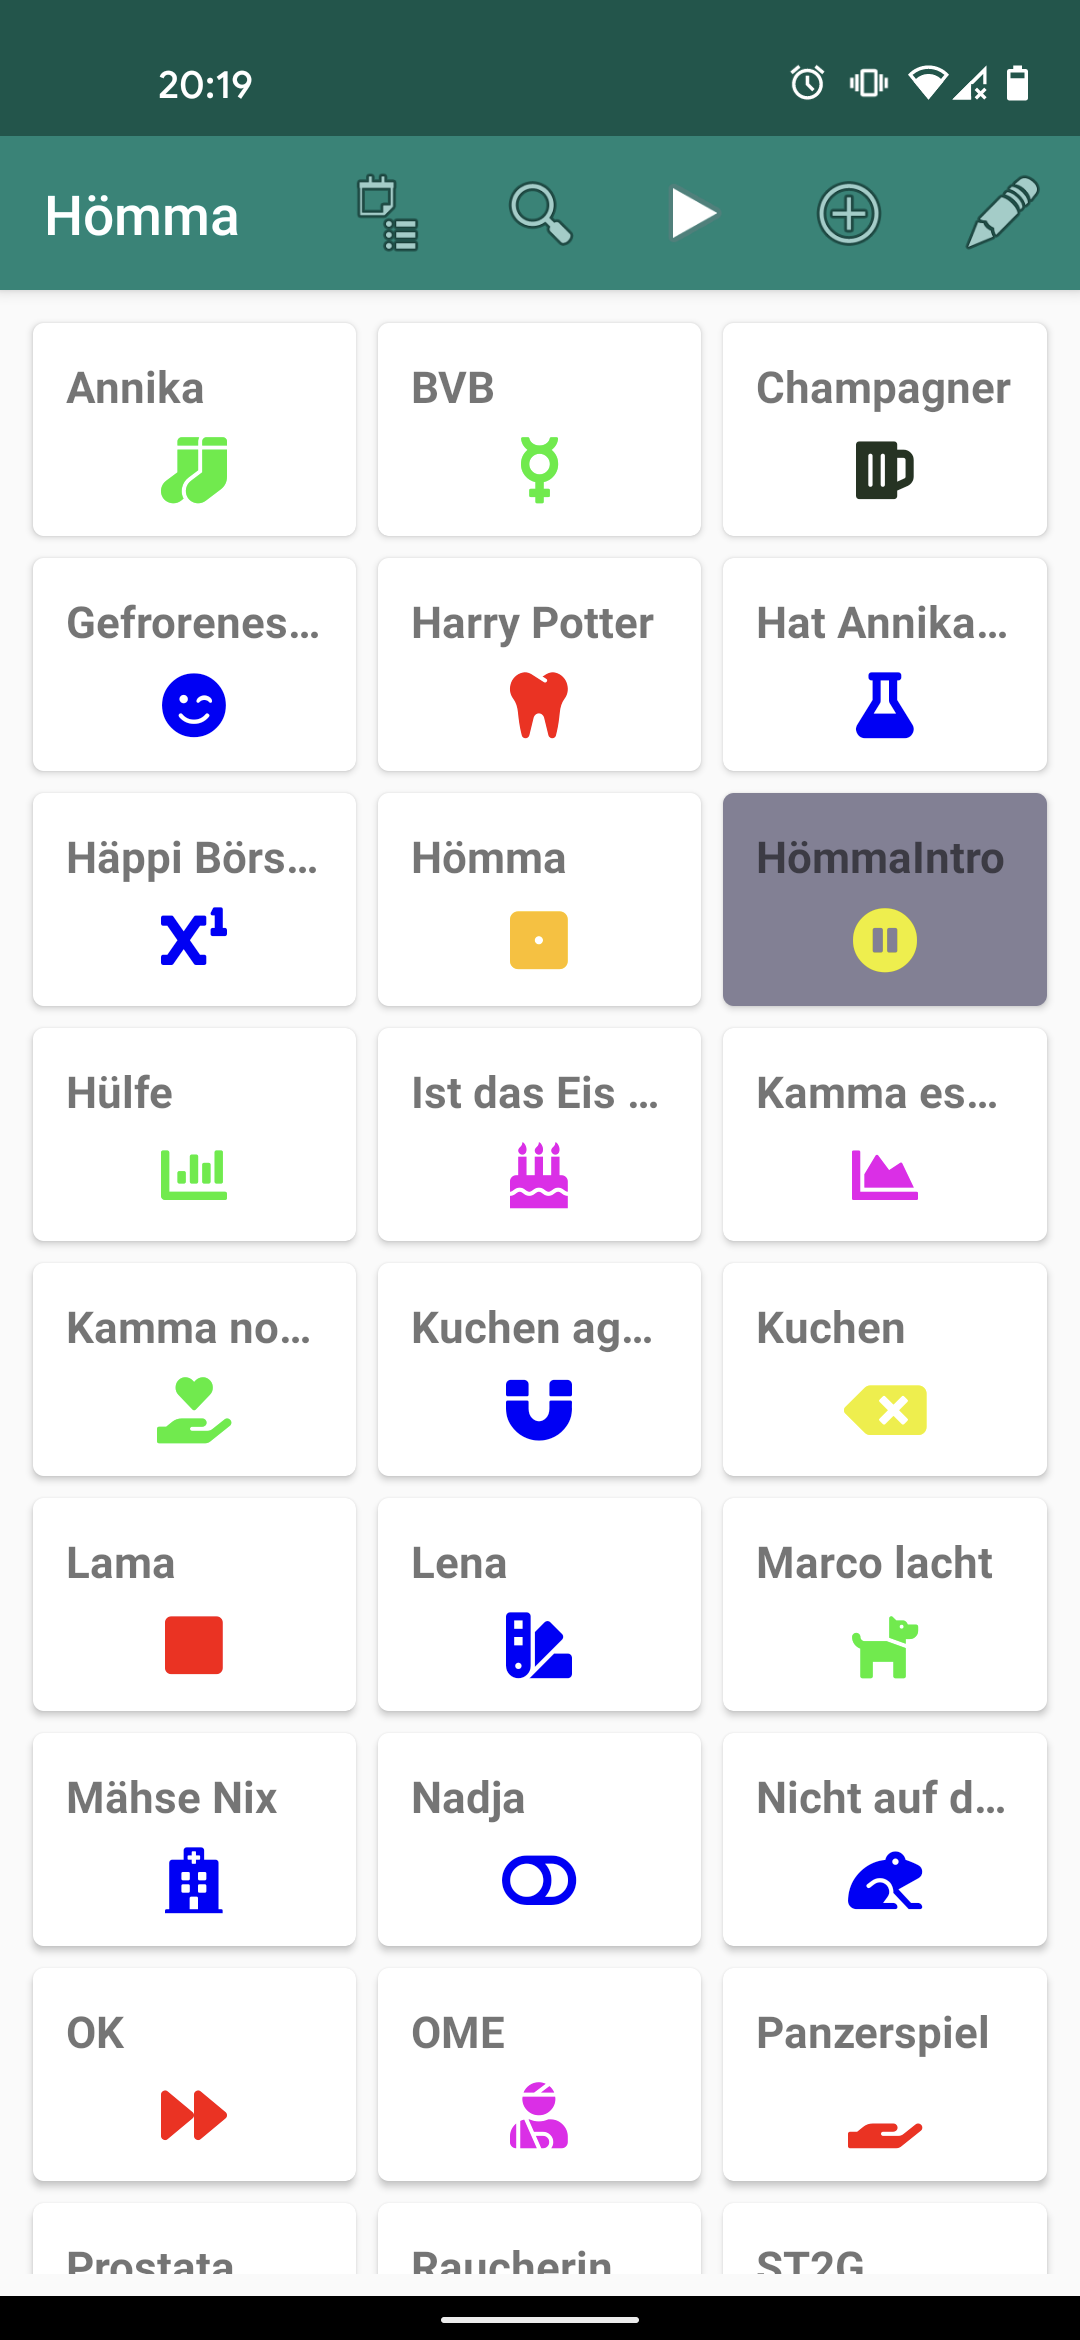 20:19
Hömma
Annika
BVB
Champagner
Gefrorenes...
Harry Potter
Hat Annika...
Häppi Börs...
X¹
Hömma
HömmaIntro
Hülfe
Ist das Eis ...
Kamma es...
Kamma no...
Kuchen ag...
Kuchen
Lama
Lena
Marco lacht
Mähse Nix
Nadja
Nicht auf d...
OK
OME
Panzerspiel
Prostata
Raucherin
ST2G